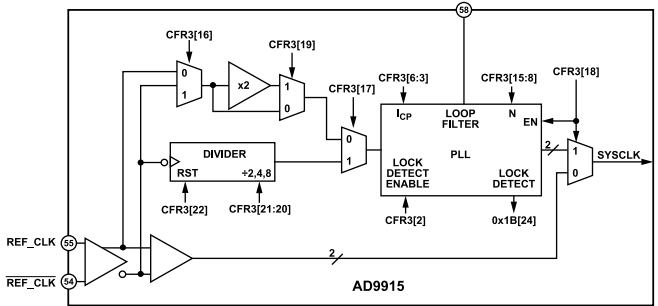 58
CFR3[16]
CFR3[19]
CFR3[17]
CFR3[6:3]
CFR3[15:8]
CFR3[18]
0
1
x2
1
0
ICP
LOOP
FILTER
N
EN
0
1
PLL
2
1
0
SYSCLK
DIVIDER
RST
÷2,4,8
LOCK
DETECT
ENABLE
LOCK
DETECT
CFR3[22]
CFR3[21:20]
CFR3[2]
0x1B[24]
REF_CLK
55
REF_CLK
54
2
AD9915